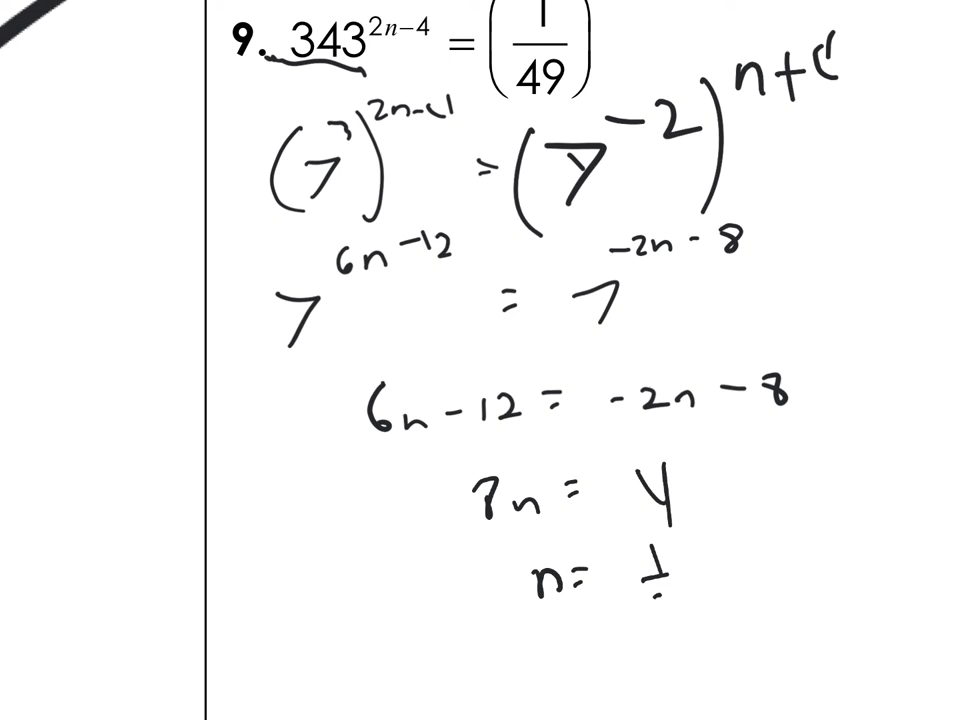 9. 343^{2n-4} = (1/49)
(7^3)^{2n-4} = (7^{-2})^{n+4}
7^{6n-12} = 7^{-2n-8}
6n - 12 = -2n - 8
8n = 4
n = 1